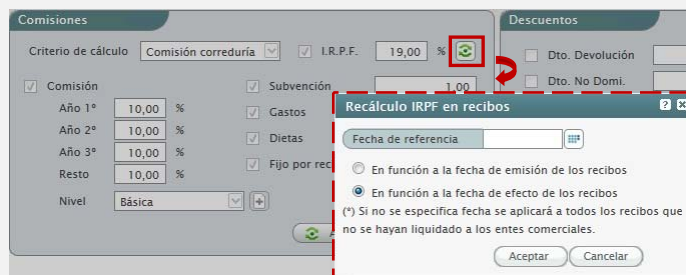 Comisiones
Criterio de cálculo Comisión correduría I.R.P.F. 19,00 %
Comisión Subvención 1,00
Año 1º 10,00 % Gastos
Año 2º 10,00 %
Año 3º 10,00 % Dietas
Resto 10,00 % Fijo por rec
Nivel Básica
Descuentos
Dto. Devolución
Dto. No Domi.
Recálculo IRPF en recibos
Fecha de referencia
En función a la fecha de emisión de los recibos
En función a la fecha de efecto de los recibos
(*) Si no se especifica fecha se aplicará a todos los recibos que
no se hayan liquidado a los entes comerciales.
Aceptar Cancelar